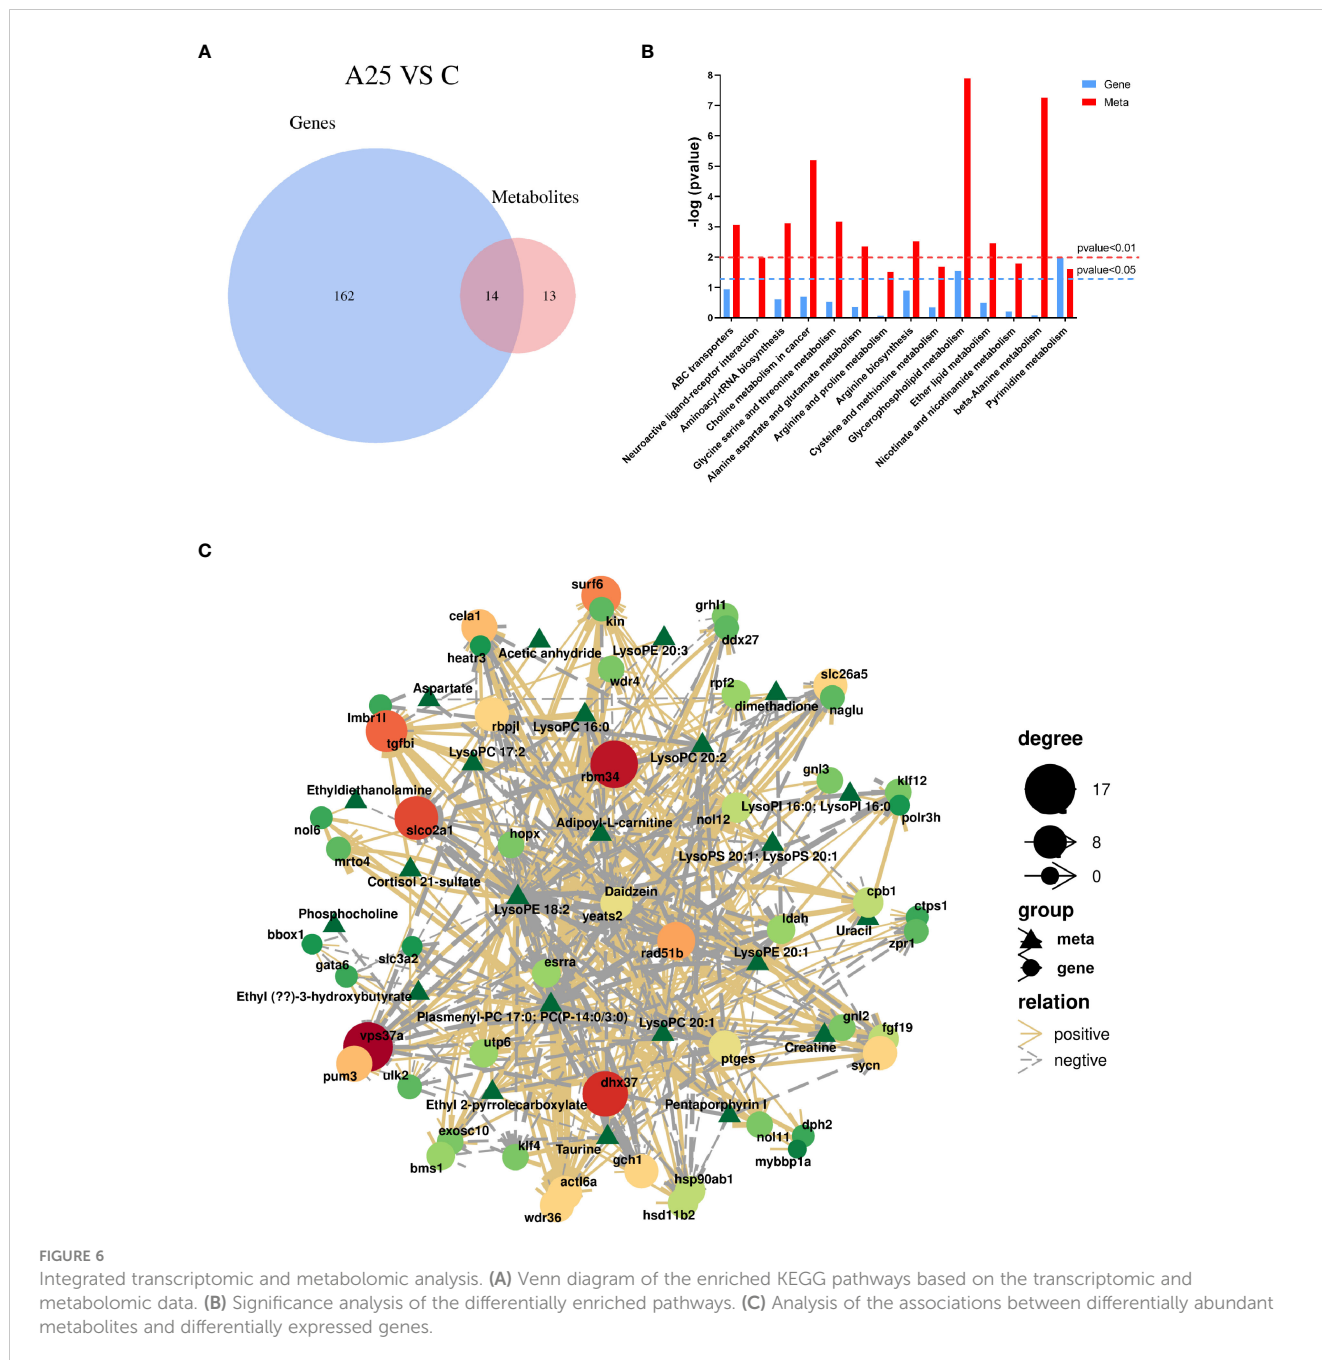 A
A25 VS C
Genes
Metabolites
162
14
13
B
8
7
6
5
4
3
2
1
0
-log (pvalue)
Gene
Meta
pvalue<0.01
pvalue<0.05
ABC transporters
Neuroactive ligand-receptor interaction
Aminoacyl-tRNA biosynthesis
Choline metabolism in cancer
Glycine serine and threonine metabolism
Alanine aspartate and glutamate metabolism
Arginine and proline metabolism
Arginine biosynthesis
Cysteine and methionine metabolism
Glycerophospholipid metabolism
Ether lipid metabolism
Nicotinate and nicotinamide metabolism
beta-Alanine metabolism
Pyrimidine metabolism
C
surf6
kin
grhl1
ddx27
cela1
heatr3
Acetic anhydride
LysoPE 20:3
wdr4
rpf2
slc26a5
naglu
dimethadione
Aspartate
lmbr1l
tgfbi
rbpjl
LysoPC 16:0
LysoPC 17:2
LysoPC 20:2
rbm34
gnl3
klf12
polr3h
LysoPI 16:0; LysoPI 16:0
Ethyldiethanolamine
nol6
slco2a1
hopx
Adipoyl-L-carnitine
nol12
mrto4
LysoPS 20:1; LysoPS 20:1
Cortisol 21-sulfate
Daidzein
cpb1
LysoPE 18:2
yeats2
ldah
Uracil
ctps1
zpr1
Phosphocholine
bbox1
slc3a2
gata6
rad51b
LysoPE 20:1
esrra
Ethyl (??)-3-hydroxybutyrate
Plasmenyl-PC 17:0; PC(P-14:0/3:0)
LysoPC 20:1
gnl2
Creatine
fgf19
sycn
vps37a
pum3
ulk2
utp6
ptges
dhx37
Ethyl 2-pyrrolecarboxylate
Pentaporphyrin I
exosc10
bms1
klf4
Taurine
gch1
nol11
dph2
mybbp1a
actl6a
wdr36
hsp90ab1
hsd11b2
degree
17
8
0
group
meta
gene
relation
positive
negtive
FIGURE 6
Integrated transcriptomic and metabolomic analysis. (A) Venn diagram of the enriched KEGG pathways based on the transcriptomic and
metabolomic data. (B) Significance analysis of the differentially enriched pathways. (C) Analysis of the associations between differentially abundant
metabolites and differentially expressed genes.